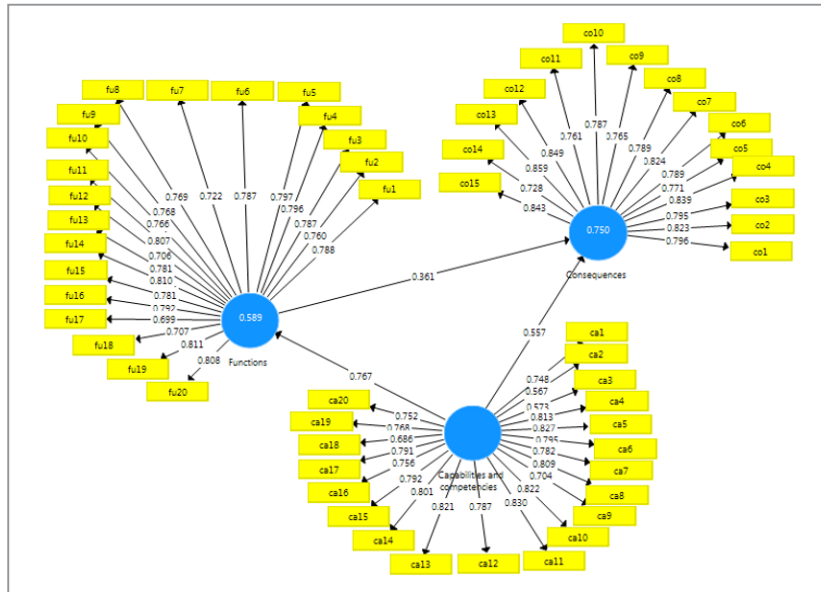 co10
co11
co9
co8
co12
co7
co13
co6
co5
co14
co4
co15
co3
co2
co1
0.787
0.761
0.765
0.849
0.789
0.859
0.824
0.728
0.789
0.771
0.843
0.839
0.795
0.823
0.796
0.750
Consequences
fu8
fu7
fu6
fu5
fu9
fu4
fu10
fu3
fu2
fu11
fu1
fu12
fu13
fu14
fu15
fu16
fu17
fu18
fu19
fu20
0.769
0.722
0.787
0.797
0.796
0.768
0.787
0.766
0.760
0.807
0.788
0.706
0.781
0.810
0.781
0.792
0.699
0.707
0.811
0.808
0.589
Functions
0.361
0.557
0.767
ca1
ca2
ca3
ca4
ca5
ca6
ca7
ca8
ca9
ca10
ca11
ca12
ca13
ca14
ca15
ca16
ca17
ca18
ca19
ca20
0.748
0.567
0.573
0.813
0.827
0.795
0.782
0.809
0.704
0.822
0.830
0.787
0.821
0.801
0.792
0.756
0.791
0.686
0.768
0.752
Capabilities and
competencies